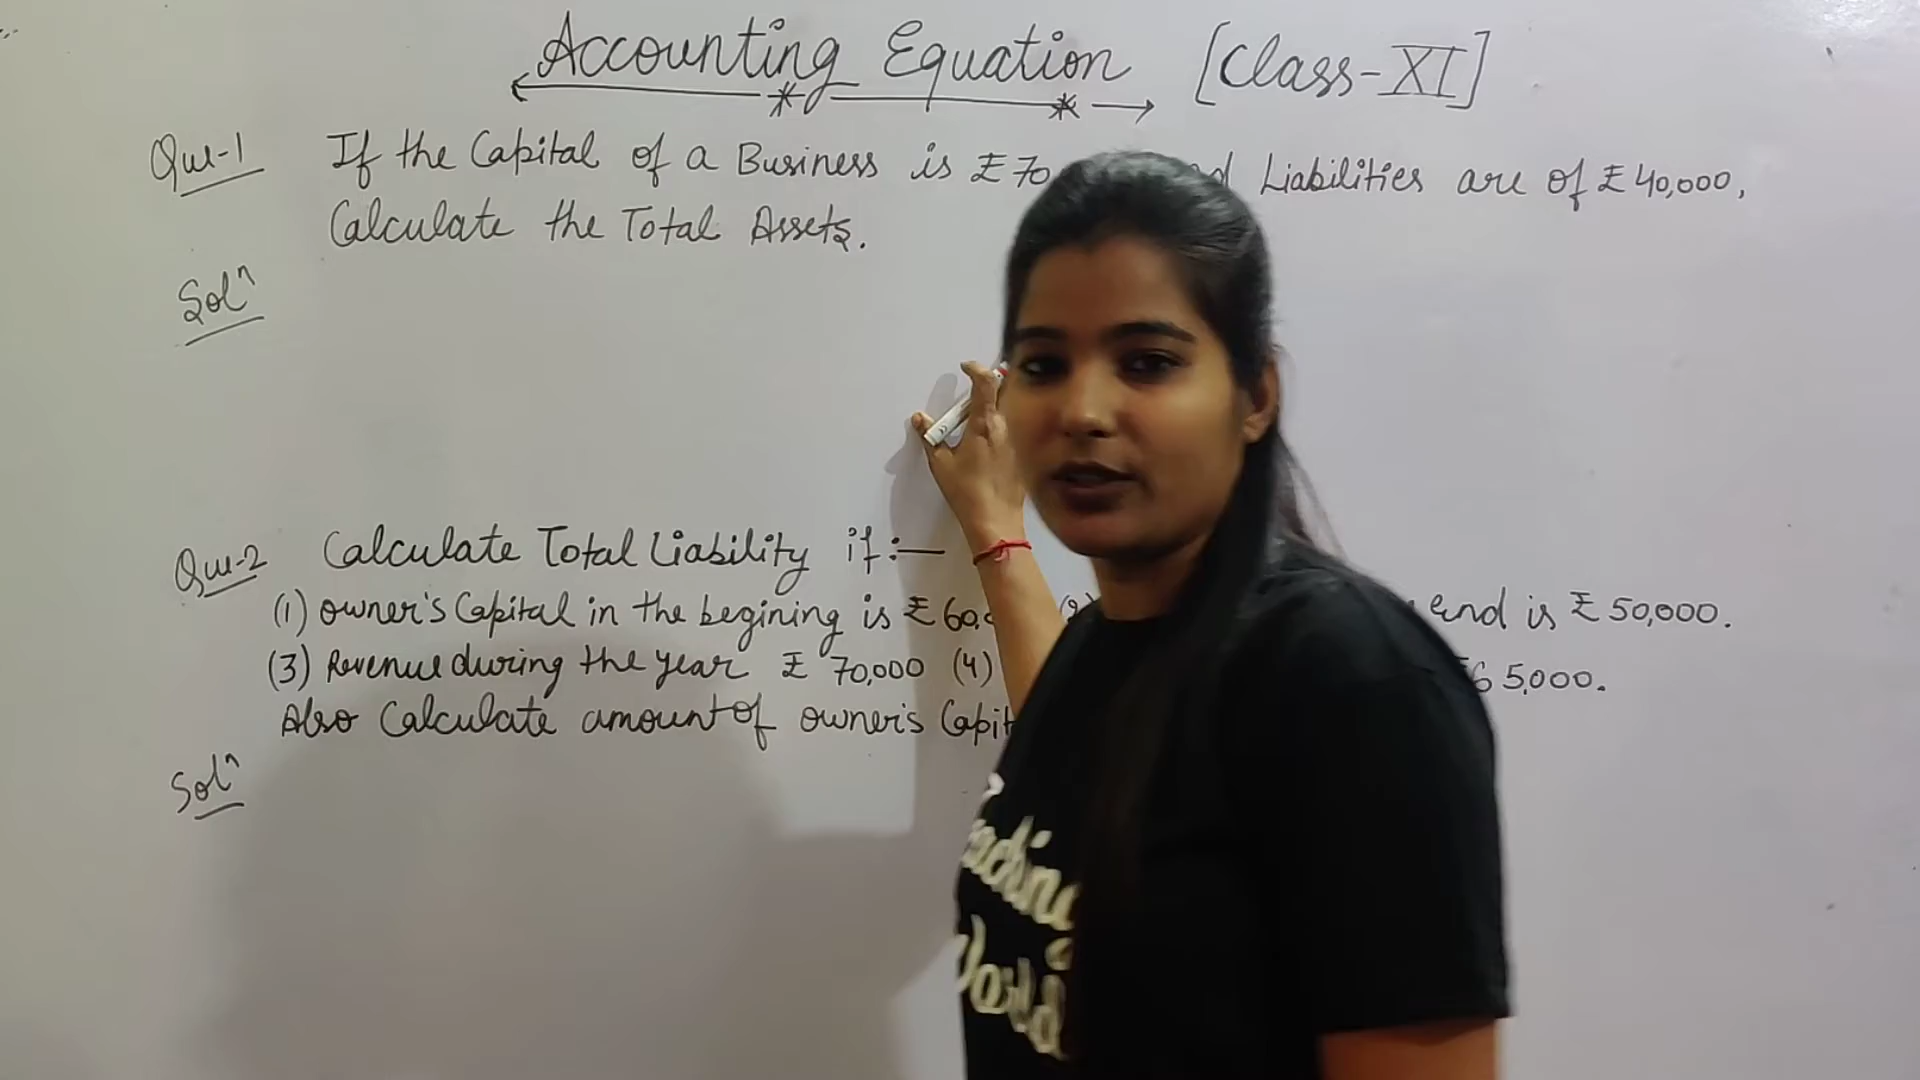 Accounting Equation [Class-XI]
Que-1 If the Capital of a Business is ₹70 Liabilities are of ₹40,000,
Calculate the Total Assets.
Solⁿ
Que-2 Calculate Total Liability if:—
(1) owner's Capital in the begining is ₹60, end is ₹50,000.
(3) Revenue during the year ₹70,000 (4) ₹65,000.
Also Calculate amount of owner's
Solⁿ